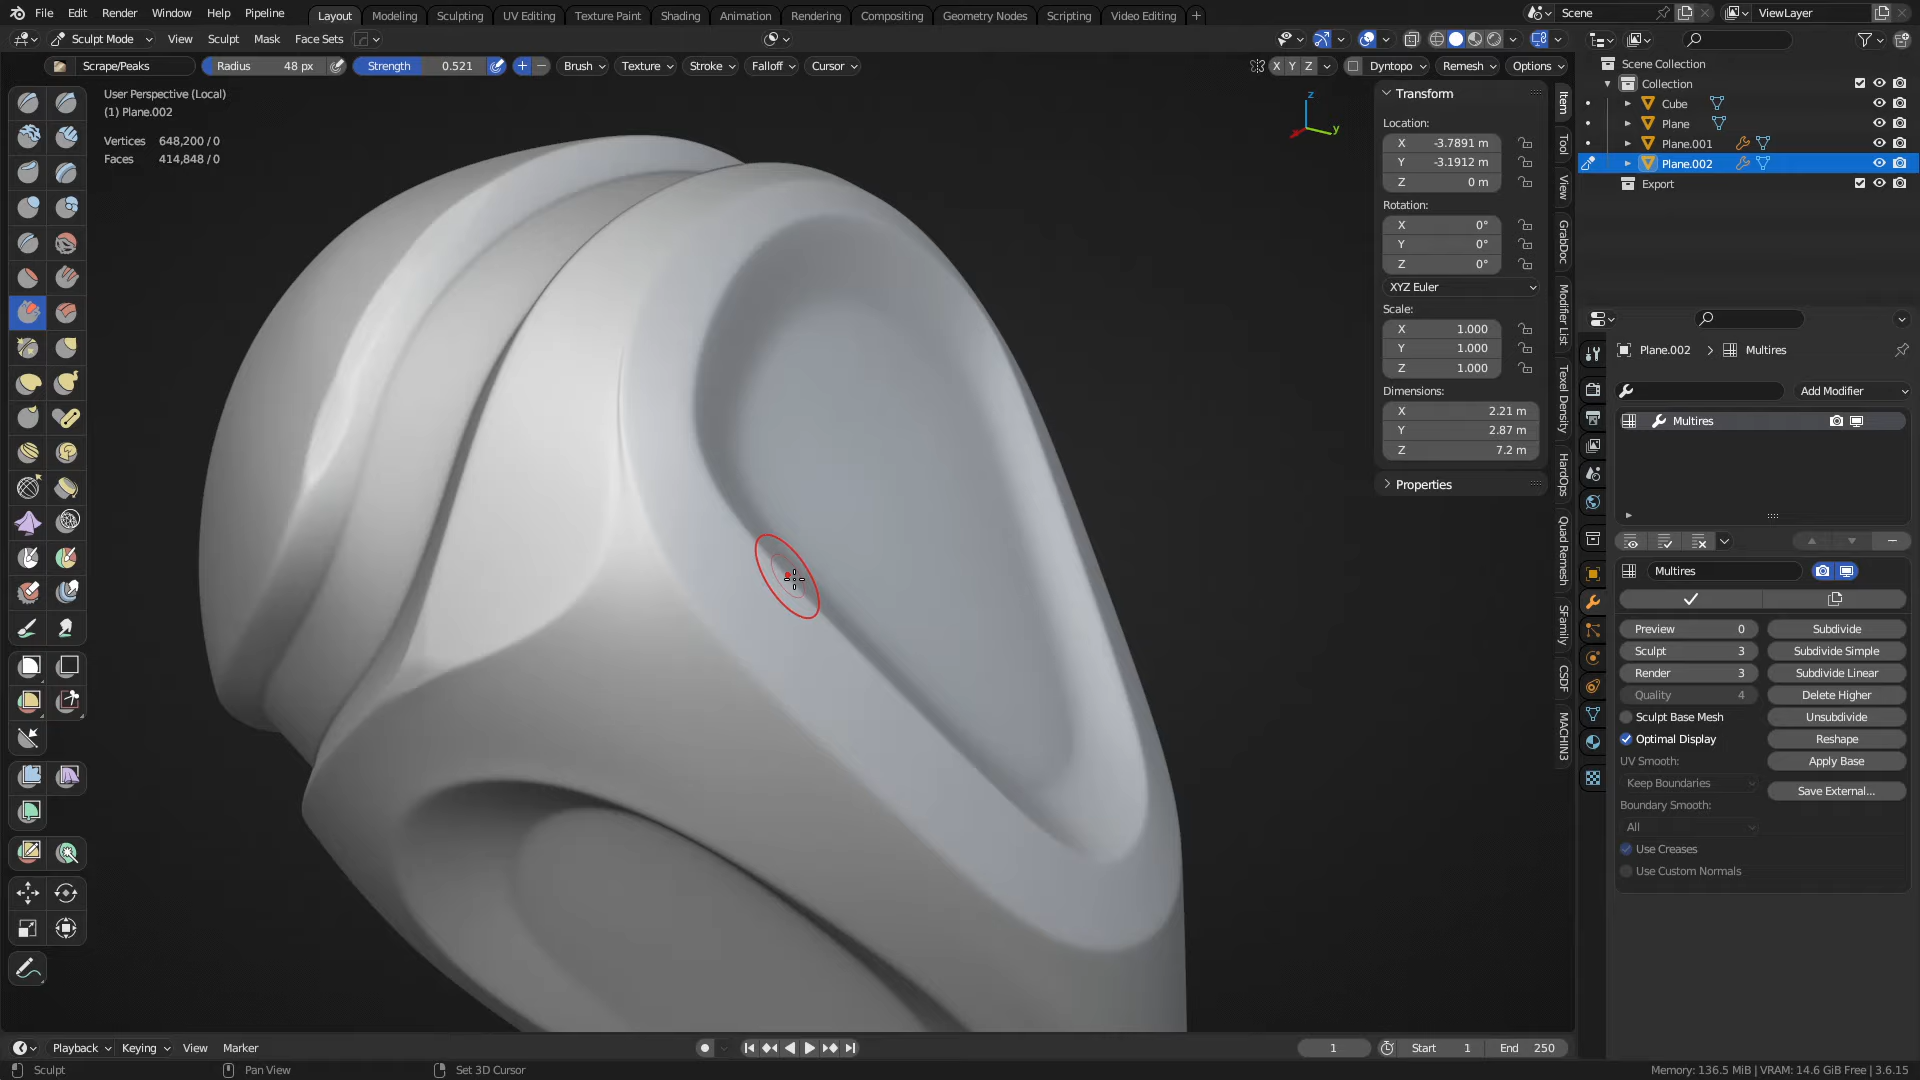 File Edit Render Window Help Pipeline Layout Modeling Sculpting UV Editing Texture Paint Shading Animation Rendering Compositing Geometry Nodes Scripting Video Editing + Scene ViewLayer
Sculpt Mode View Sculpt Mask Face Sets
Scrape/Peaks Radius 48 px Strength 0.521 + − Brush Texture Stroke Falloff Cursor X Y Z Dyntopo Remesh Options
User Perspective (Local)
(1) Plane.002
Vertices 648,200 / 0
Faces 414,848 / 0
z
y
Transform
Location:
X -3.7891 m
Y -3.1912 m
Z 0 m
Rotation:
X 0°
Y 0°
Z 0°
XYZ Euler
Scale:
X 1.000
Y 1.000
Z 1.000
Dimensions:
X 2.21 m
Y 2.87 m
Z 7.2 m
Properties
Item
Tool
View
GrabDoc
Modifier List
Texel Density
HardOps
Quad Remesh
SFamily
CSDF
MACHIN3
Scene Collection
Collection
Cube
Plane
Plane.001
Plane.002
Export
Plane.002 > Multires
Add Modifier
Multires
Multires
Preview 0 Subdivide
Sculpt 3 Subdivide Simple
Render 3 Subdivide Linear
Quality 4 Delete Higher
Sculpt Base Mesh Unsubdivide
Optimal Display Reshape
UV Smooth: Apply Base
Keep Boundaries Save External...
Boundary Smooth:
All
Use Creases
Use Custom Normals
Playback Keying View Marker 1 Start 1 End 250
Sculpt Pan View Set 3D Cursor Memory: 136.5 MiB | VRAM: 14.6 GiB Free | 3.6.15